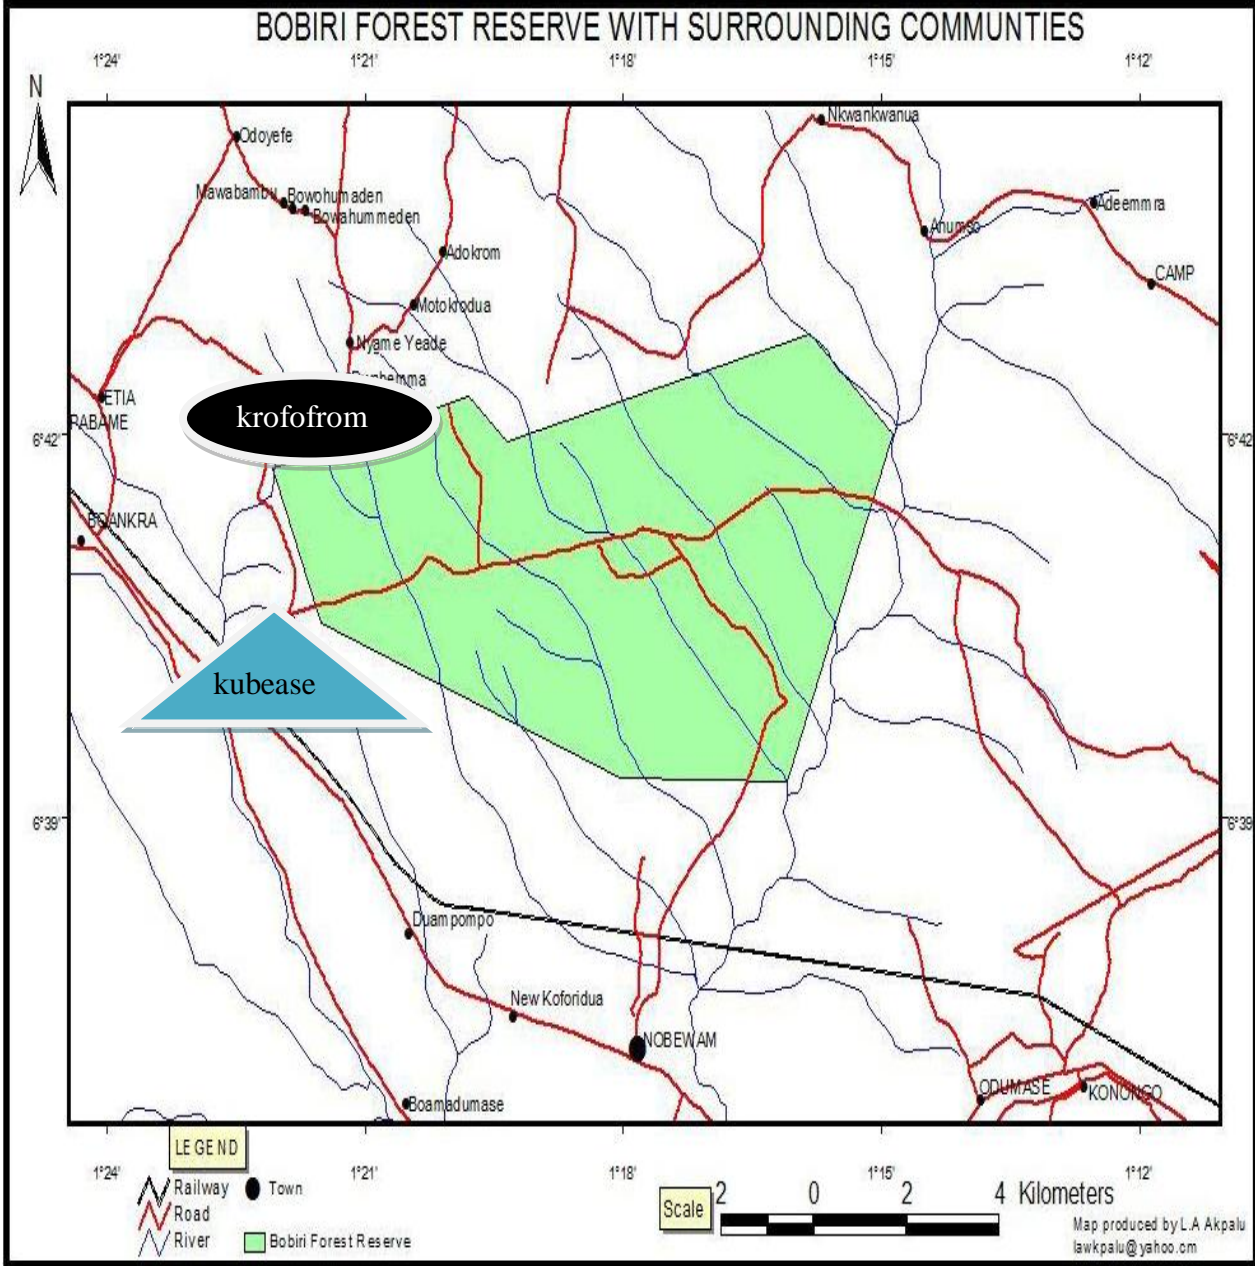 BOBIRI FOREST RESERVE WITH SURROUNDING COMMUNTIES
1°24' 1°21' 1°18' 1°15' 1°12'
N
Nkwankwanua
Odoyefe
Mawabambu Bowohumaden
Bowahummeden
Adeemmra
Anumso
Adokrom
CAMP
Motokrodua
Nyame Yeade
ETIA
krofofrom
RABAME
6°42' 6°42'
BOANKRA
kubease
6°39' 6°39'
Duampompo
New Koforidua
NOBEWAM
ODUMASE KONONGO
Boamadumase
LEGEND
1°24' 1°21' 1°18' 1°15' 1°12'
Railway Town
Road
River Bobiri Forest Reserve
Scale 2 0 2 4 Kilometers
Map produced by L.A Akpalu
lawkpalu@yahoo.com